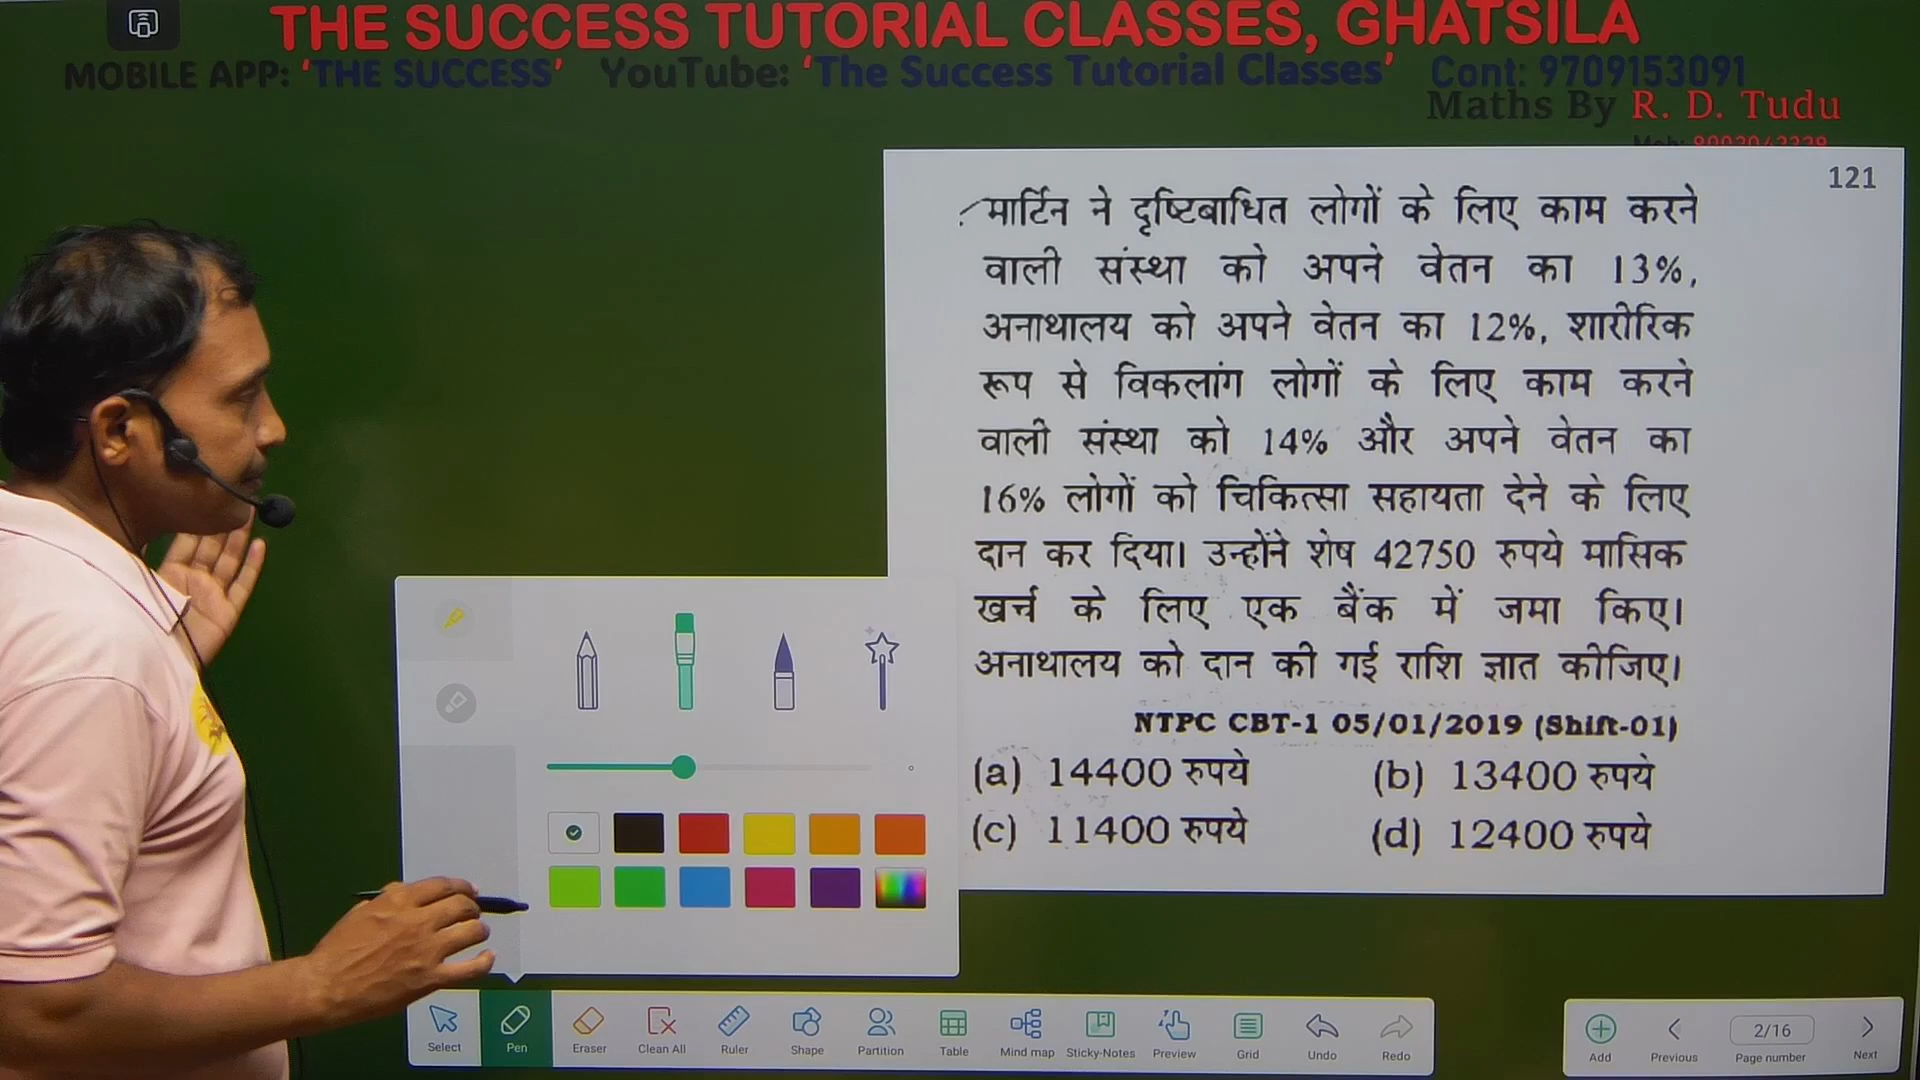 THE SUCCESS TUTORIAL CLASSES, GHATSILA
MOBILE APP: ‘THE SUCCESS’ YouTube: ‘The Success Tutorial Classes’ Cont: 9709153091
Maths By R. D. Tudu
121
मार्टिन ने दृष्टिबाधित लोगों के लिए काम करने
वाली संस्था को अपने वेतन का 13%,
अनाथालय को अपने वेतन का 12%, शारीरिक
रूप से विकलांग लोगों के लिए काम करने
वाली संस्था को 14% और अपने वेतन का
16% लोगों को चिकित्सा सहायता देने के लिए
दान कर दिया। उन्होंने शेष 42750 रुपये मासिक
खर्च के लिए एक बैंक में जमा किए।
अनाथालय को दान की गई राशि ज्ञात कीजिए।
NTPC CBT-1 05/01/2019 (Shift-01)
(a) 14400 रुपये (b) 13400 रुपये
(c) 11400 रुपये (d) 12400 रुपये
Select Pen Eraser Clean All Ruler Shape Partition Table Mind map Sticky-Notes Preview Grid Undo Redo
Add Previous 2/16 Page number Next